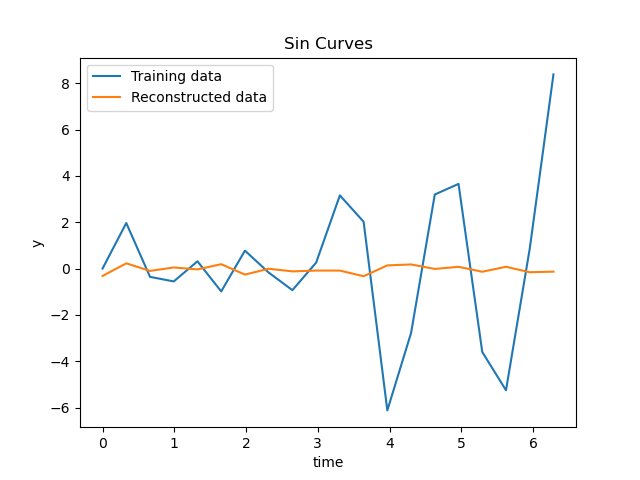 Sin Curves
Training data
Reconstructed data
8
6
4
2
0
−2
−4
−6
y
0 1 2 3 4 5 6
time